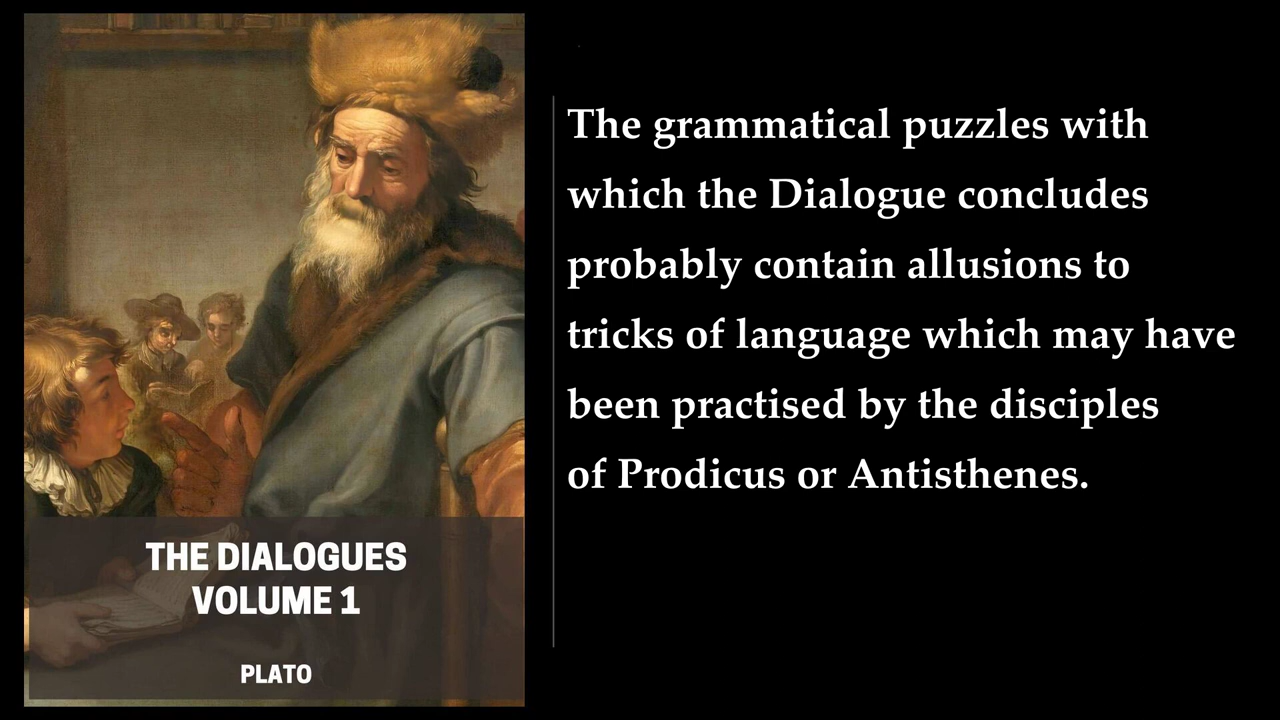 THE DIALOGUES
VOLUME 1
PLATO
The grammatical puzzles with
which the Dialogue concludes
probably contain allusions to
tricks of language which may have
been practised by the disciples
of Prodicus or Antisthenes.